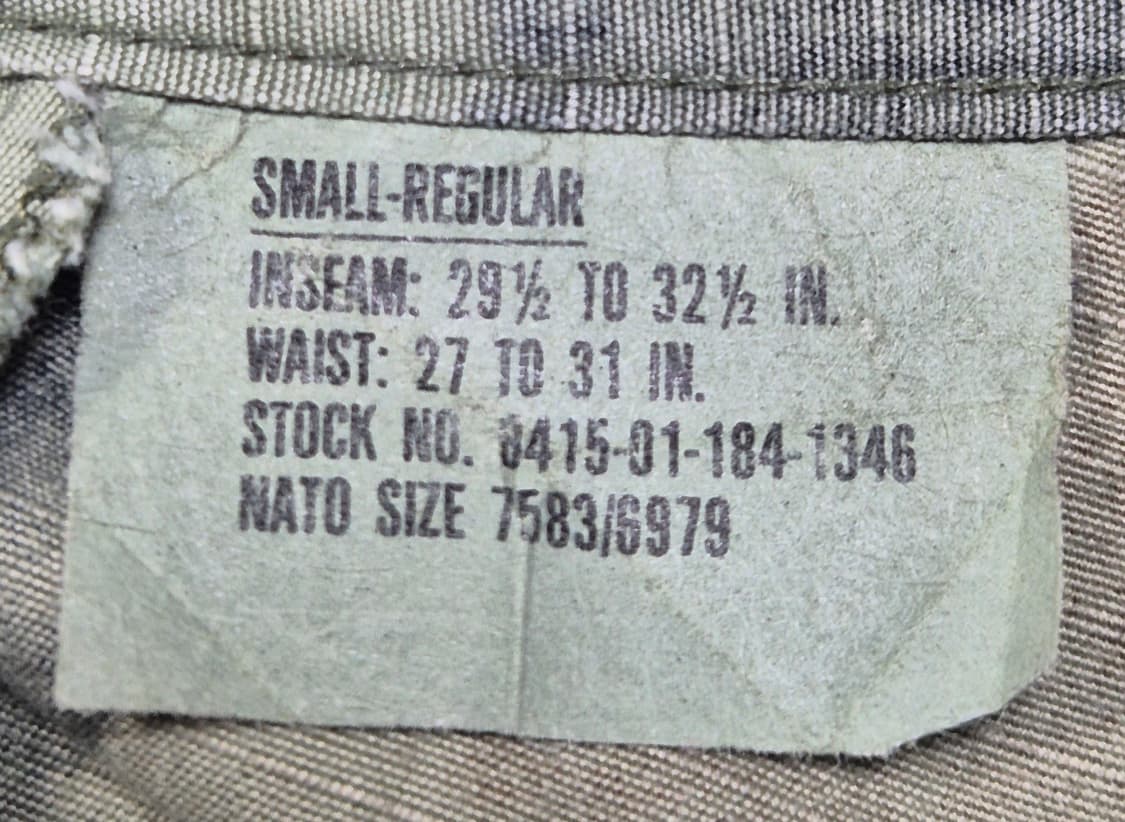 SMALL-REGULAR
INSEAM: 29½ TO 32½ IN.
WAIST: 27 TO 31 IN.
STOCK NO. 8415-01-184-1346
NATO SIZE 7583/6979